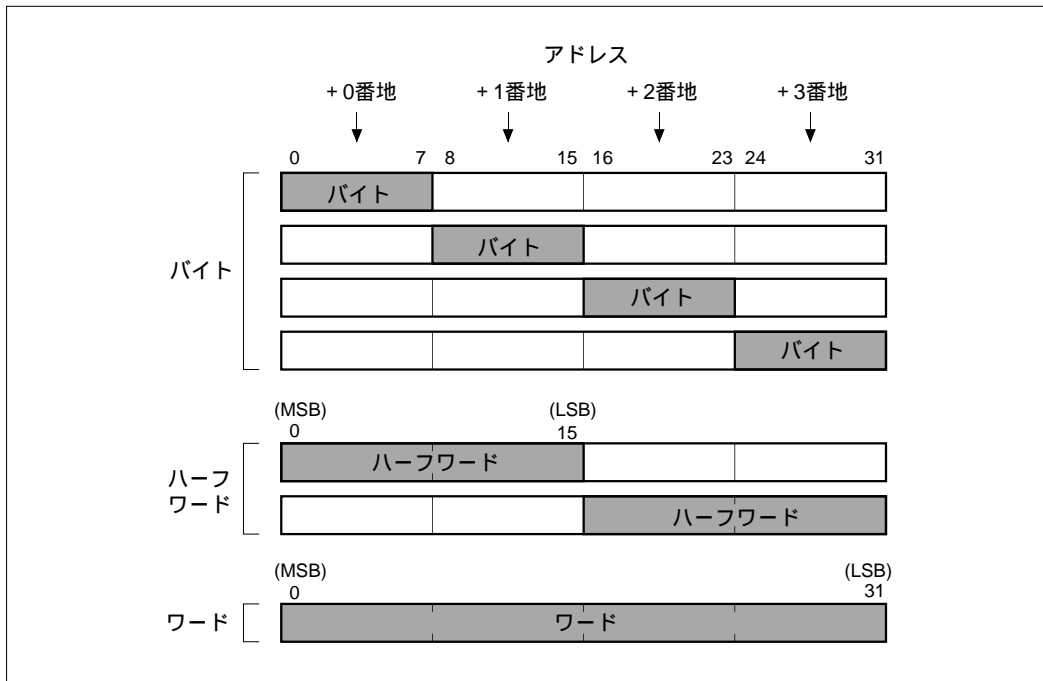 アドレス
+0番地 +1番地 +2番地 +3番地
0 7 8 15 16 23 24 31
バイト
バイト
バイト
バイト
バイト
(MSB) (LSB)
0 15
ハーフワード
ハーフ
ワード
ハーフワード
(MSB) (LSB)
0 31
ワード ワード